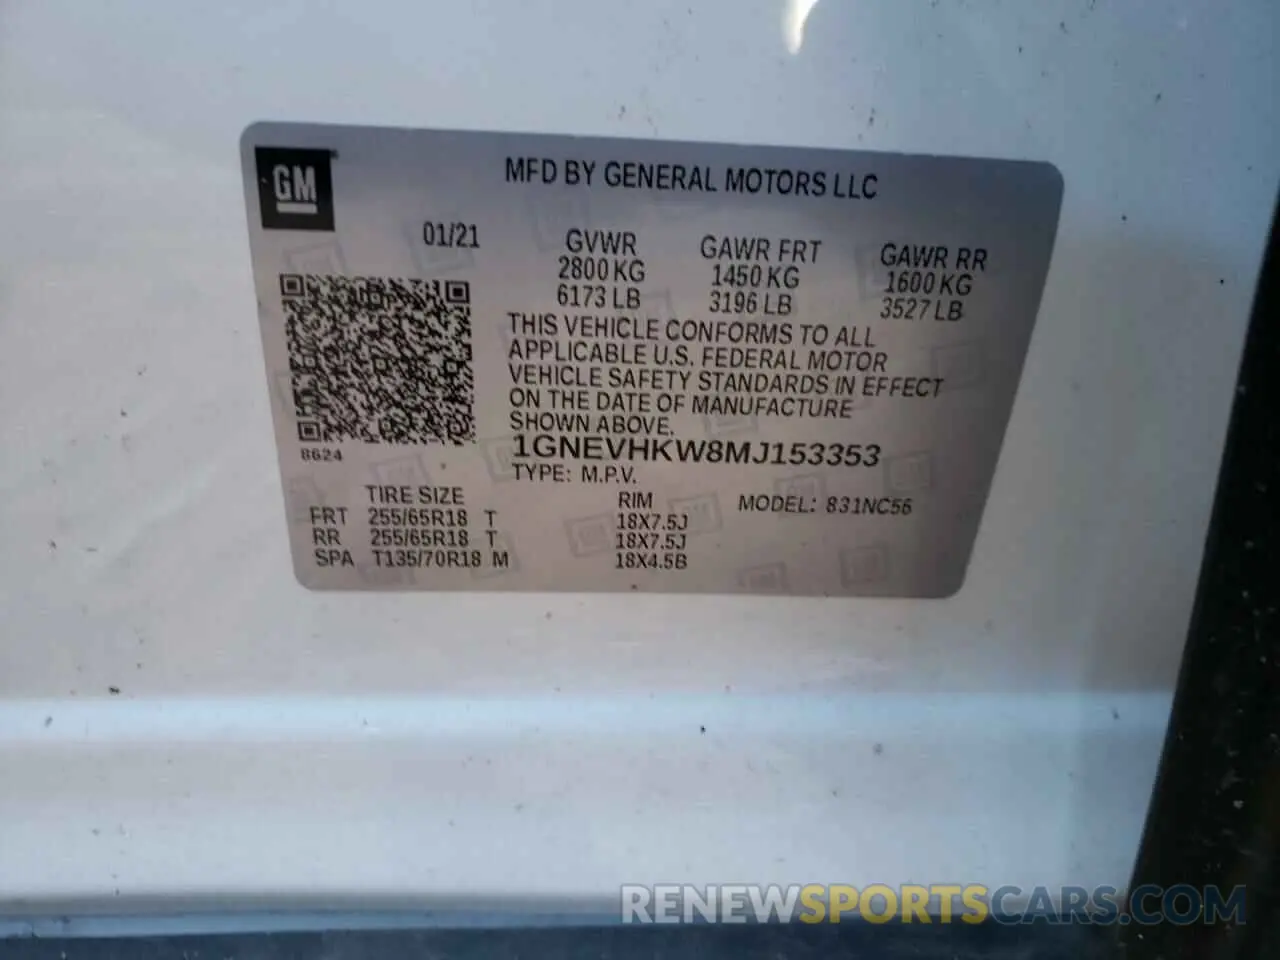 GM
MFD BY GENERAL MOTORS LLC
01/21
GVWR GAWR FRT GAWR RR
2800 KG 1450 KG 1600 KG
6173 LB 3196 LB 3527 LB
THIS VEHICLE CONFORMS TO ALL
APPLICABLE U.S. FEDERAL MOTOR
VEHICLE SAFETY STANDARDS IN EFFECT
ON THE DATE OF MANUFACTURE
SHOWN ABOVE.
8624
1GNEVHKW8MJ153353
TYPE: M.P.V.
TIRE SIZE RIM MODEL: 831NC56
FRT 255/65R18 T 18X7.5J
RR 255/65R18 T 18X7.5J
SPA T135/70R18 M 18X4.5B
RENEWSPORTSCARS.COM